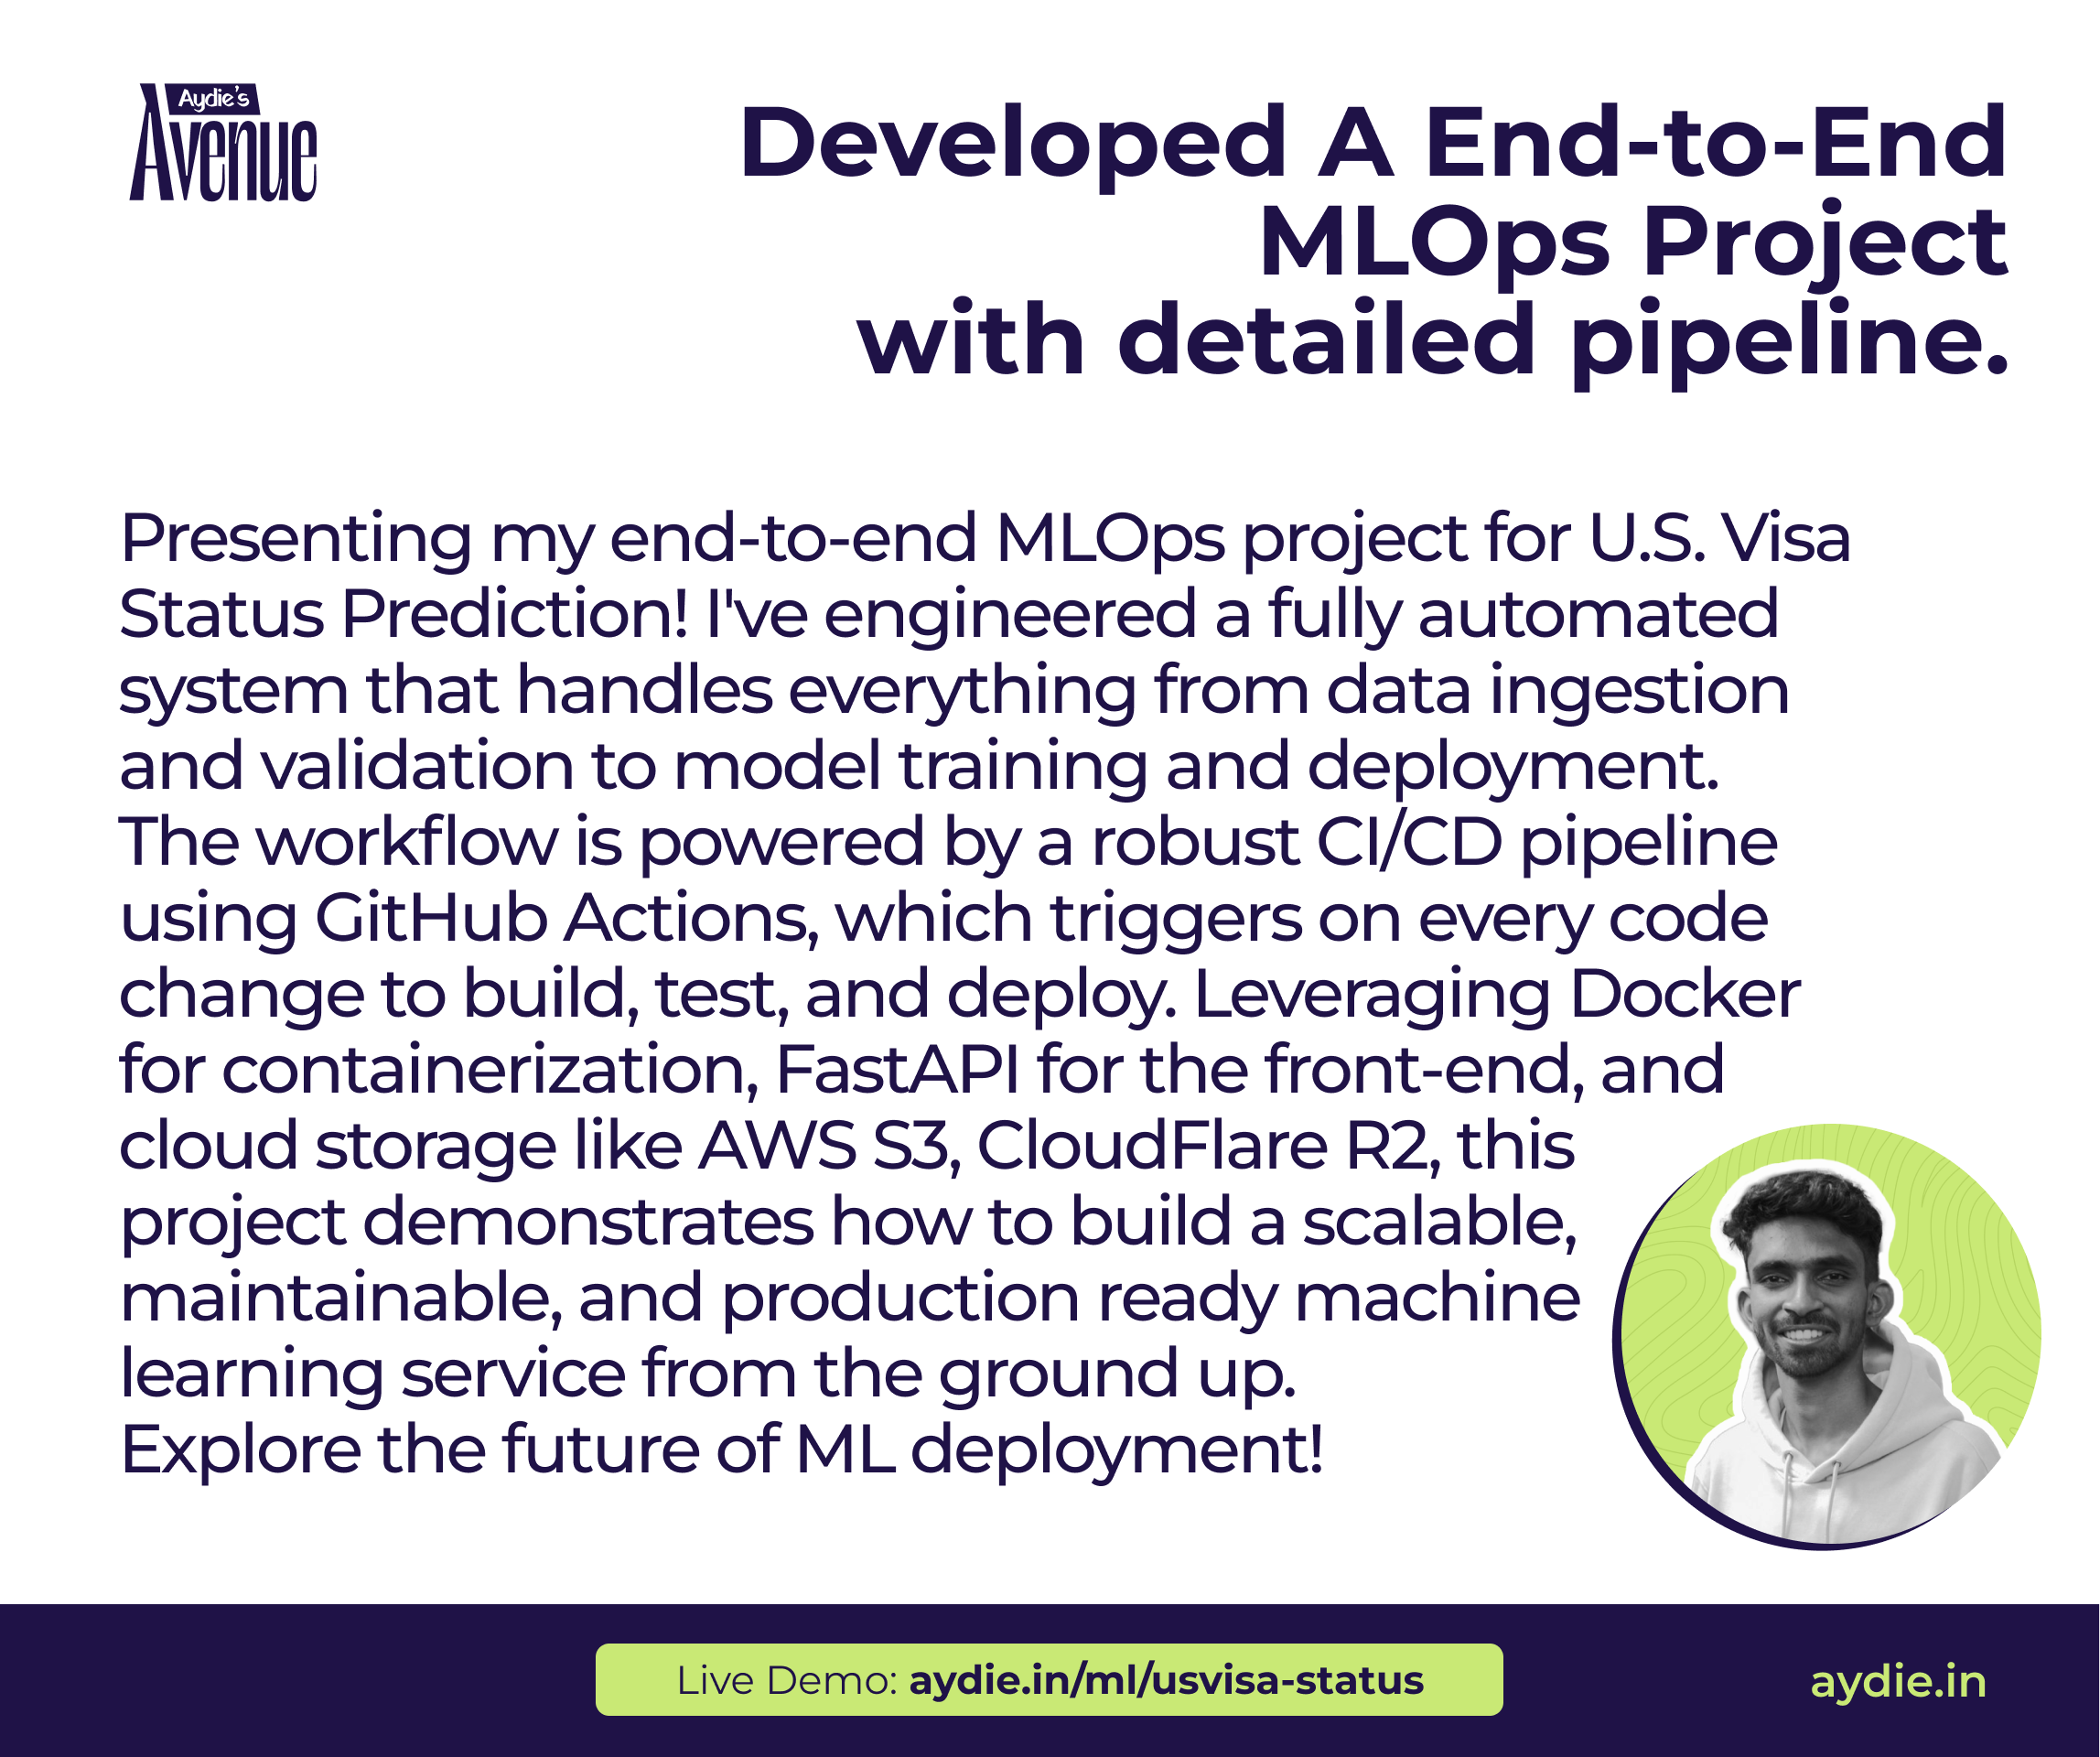 Aydie's
Avenue
Developed A End-to-End
MLOps Project
with detailed pipeline.
Presenting my end-to-end MLOps project for U.S. Visa
Status Prediction! I've engineered a fully automated
system that handles everything from data ingestion
and validation to model training and deployment.
The workflow is powered by a robust CI/CD pipeline
using GitHub Actions, which triggers on every code
change to build, test, and deploy. Leveraging Docker
for containerization, FastAPI for the front-end, and
cloud storage like AWS S3, CloudFlare R2, this
project demonstrates how to build a scalable,
maintainable, and production ready machine
learning service from the ground up.
Explore the future of ML deployment!
Live Demo: aydie.in/ml/usvisa-status
aydie.in